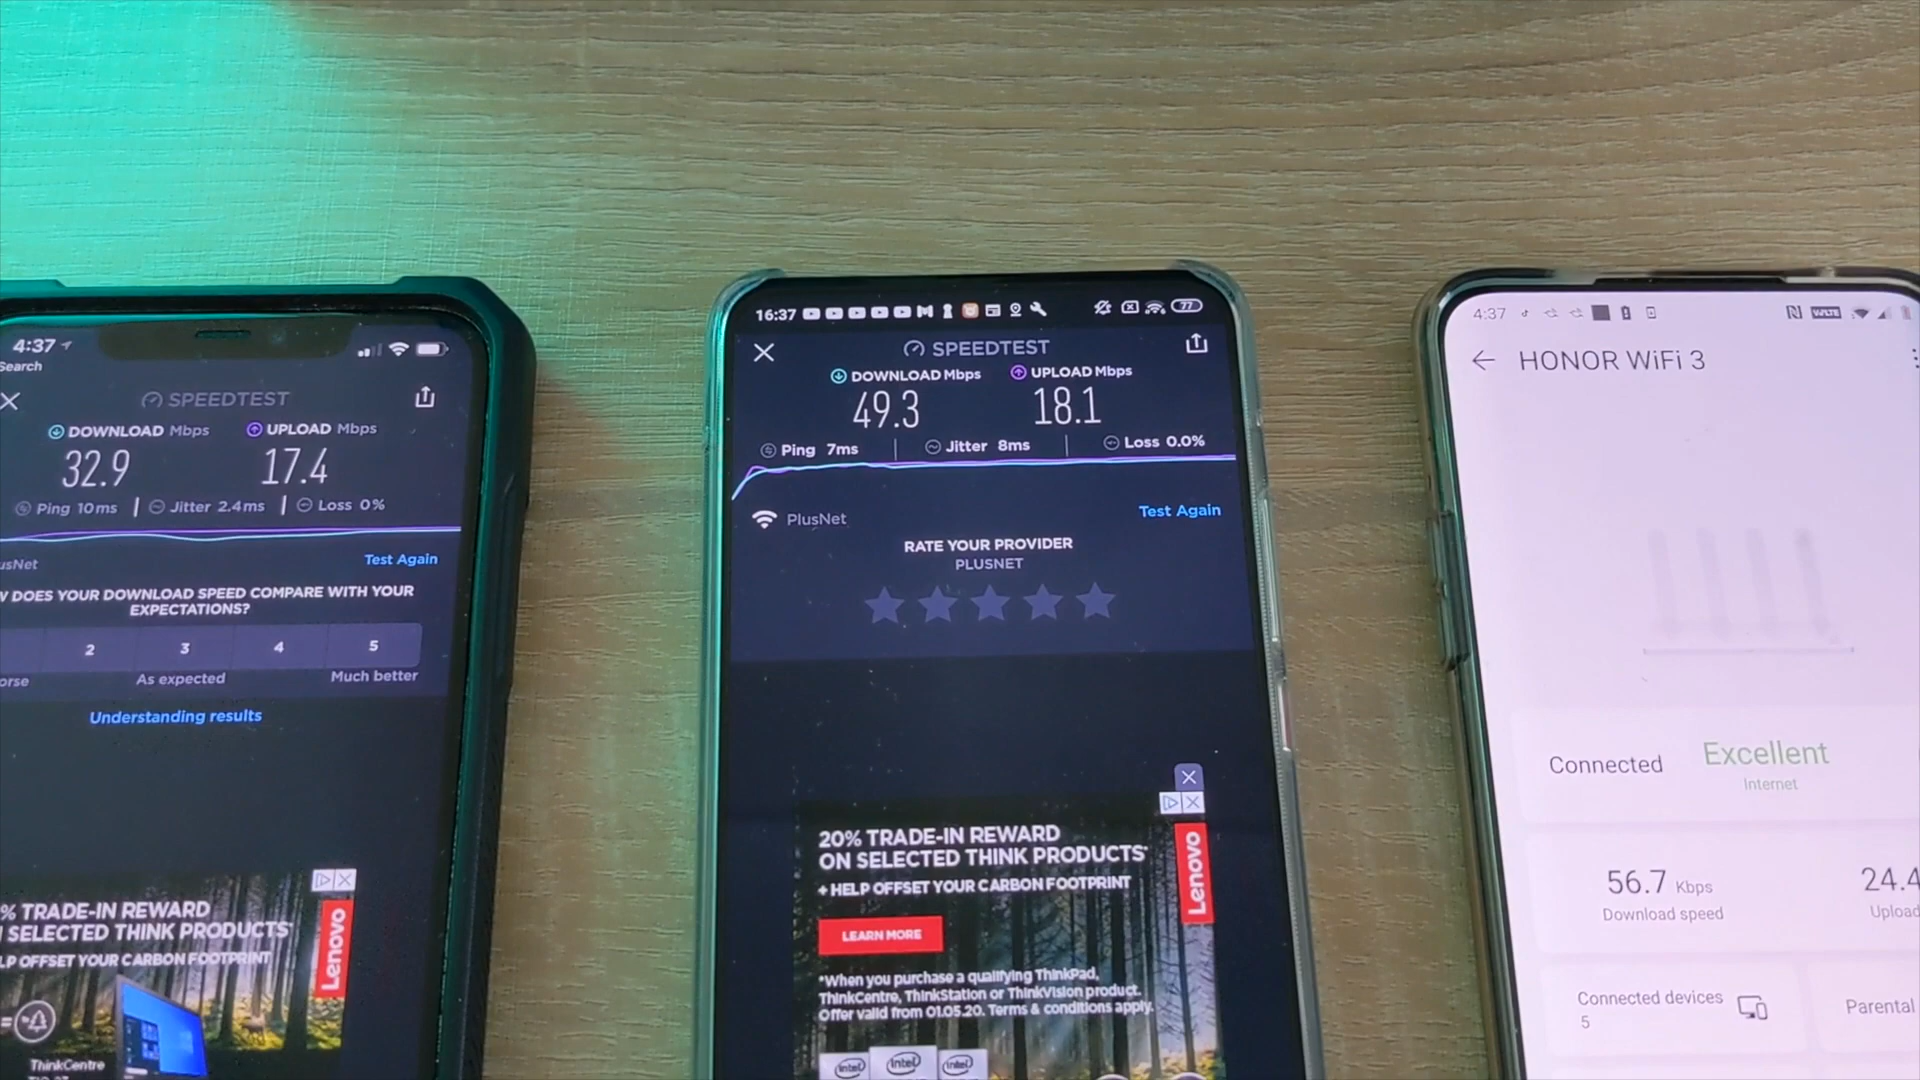 4:37
Search
SPEEDTEST
DOWNLOAD Mbps
UPLOAD Mbps
32.9
17.4
Ping 10ms
Jitter 2.4ms
Loss 0%
usNet
Test Again
DOES YOUR DOWNLOAD SPEED COMPARE WITH YOUR
EXPECTATIONS?
2
3
4
5
orse
As expected
Much better
Understanding results
% TRADE-IN REWARD
SELECTED THINK PRODUCTS*
LP OFFSET YOUR CARBON FOOTPRINT
Lenovo
ThinkCentre
16:37
77
SPEEDTEST
DOWNLOAD Mbps
UPLOAD Mbps
49.3
18.1
Ping 7ms
Jitter 8ms
Loss 0.0%
PlusNet
Test Again
RATE YOUR PROVIDER
PLUSNET
20% TRADE-IN REWARD
ON SELECTED THINK PRODUCTS*
+ HELP OFFSET YOUR CARBON FOOTPRINT
Lenovo
LEARN MORE
*When you purchase a qualifying ThinkPad,
ThinkCentre, ThinkStation or ThinkVision product.
Offer valid from 01.05.20. Terms & conditions apply.
intel
intel
intel
4:37
VoLTE
HONOR WiFi 3
Connected
Excellent
Internet
56.7 Kbps
Download speed
24.4
Upload
Connected devices
5
Parental